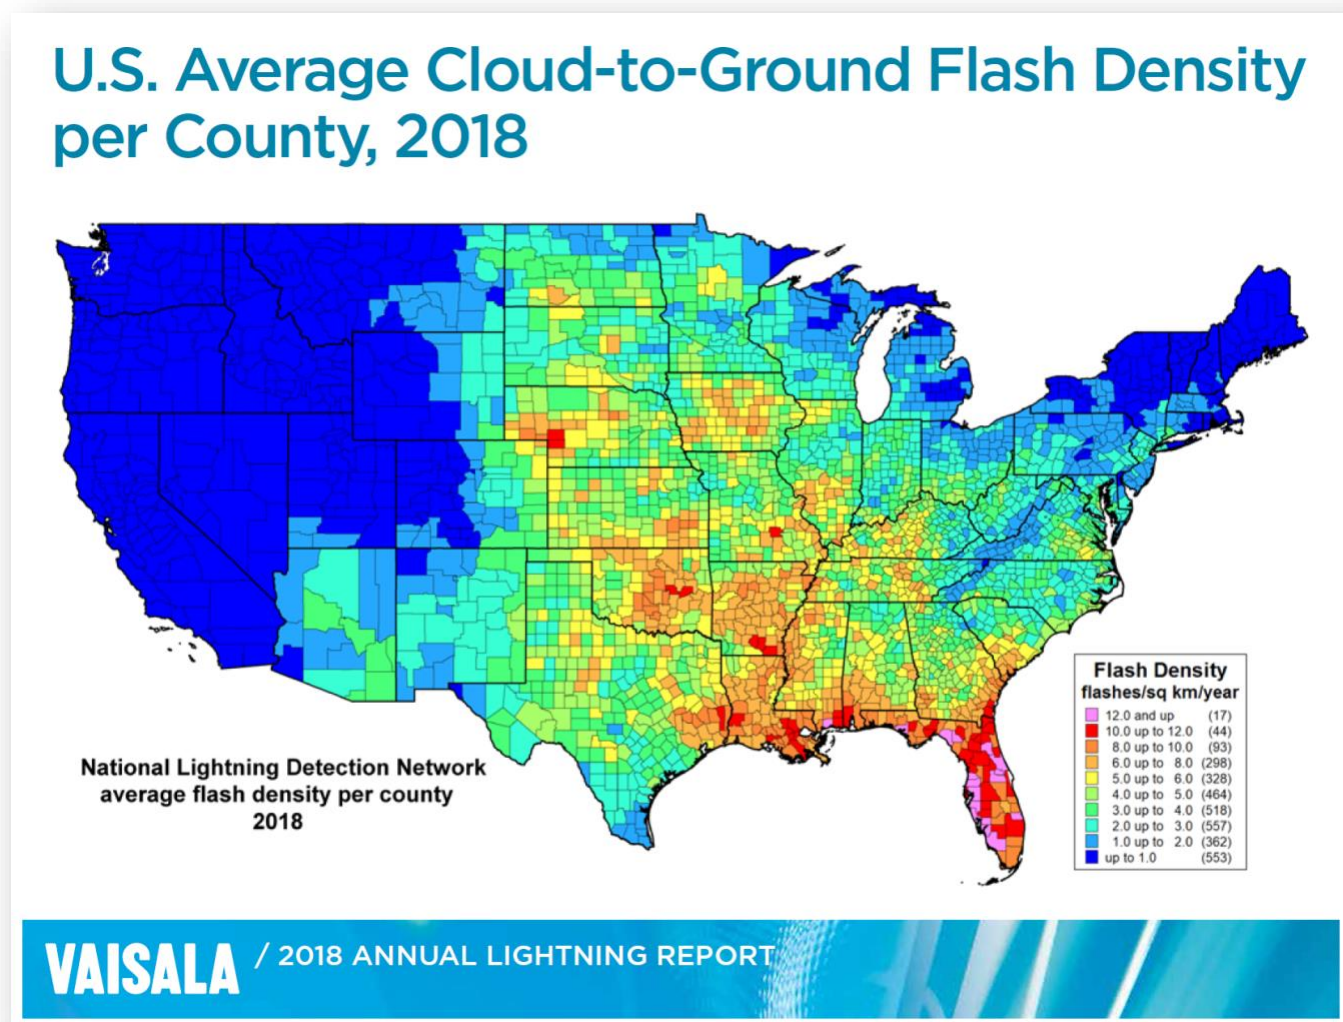 U.S. Average Cloud-to-Ground Flash Density
per County, 2018
National Lightning Detection Network
average flash density per county
2018
Flash Density
flashes/sq km/year
12.0 and up (17)
10.0 up to 12.0 (44)
8.0 up to 10.0 (93)
6.0 up to 8.0 (298)
5.0 up to 6.0 (328)
4.0 up to 5.0 (464)
3.0 up to 4.0 (518)
2.0 up to 3.0 (557)
1.0 up to 2.0 (362)
up to 1.0 (553)
VAISALA / 2018 ANNUAL LIGHTNING REPORT